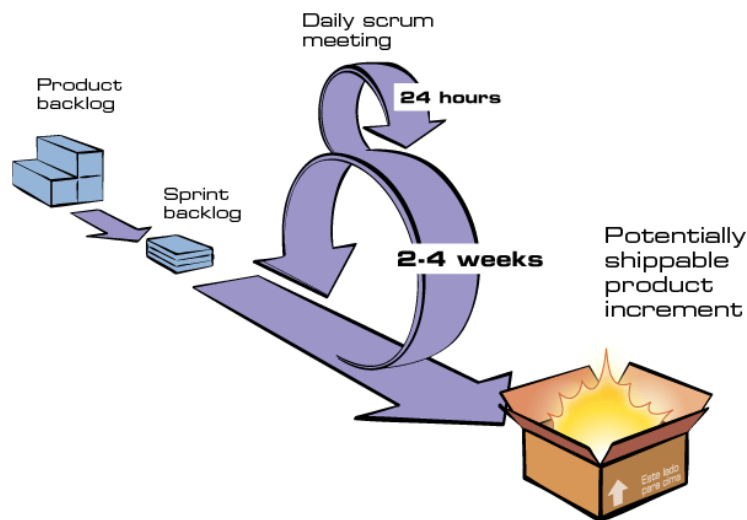 Daily scrum
meeting
24 hours
Product
backlog
Sprint
backlog
2-4 weeks
Potentially
shippable
product
increment
Este lado
para cima